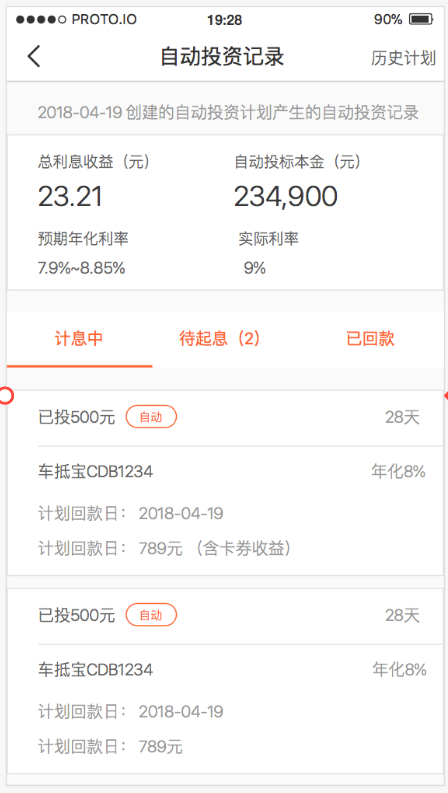 PROTO.IO 19:28 90%
自动投资记录 历史计划
2018-04-19 创建的自动投资计划产生的自动投资记录
总利息收益（元） 自动投标本金（元）
23.21 234,900
预期年化利率 实际利率
7.9%~8.85% 9%
计息中 待起息（2） 已回款
已投500元 自动 28天
车抵宝CDB1234 年化8%
计划回款日： 2018-04-19
计划回款日： 789元 （含卡券收益）
已投500元 自动 28天
车抵宝CDB1234 年化8%
计划回款日： 2018-04-19
计划回款日： 789元